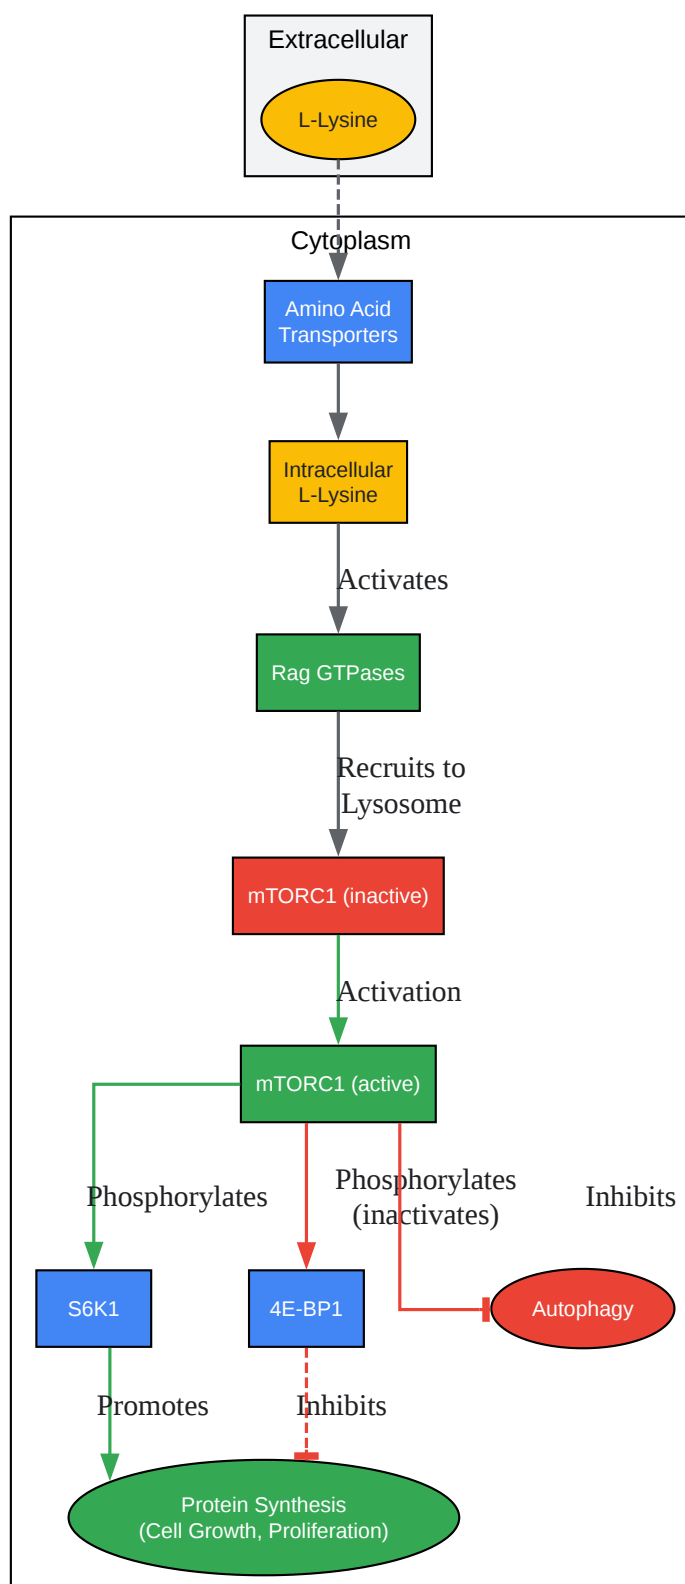 Extracellular
L-Lysine
Cytoplasm
Amino Acid
Transporters
Intracellular
L-Lysine
Activates
Rag GTPases
Recruits to
Lysosome
mTORC1 (inactive)
Activation
mTORC1 (active)
Phosphorylates
Phosphorylates
(inactivates)
Inhibits
S6K1
4E-BP1
Autophagy
Promotes
Inhibits
Protein Synthesis
(Cell Growth, Proliferation)